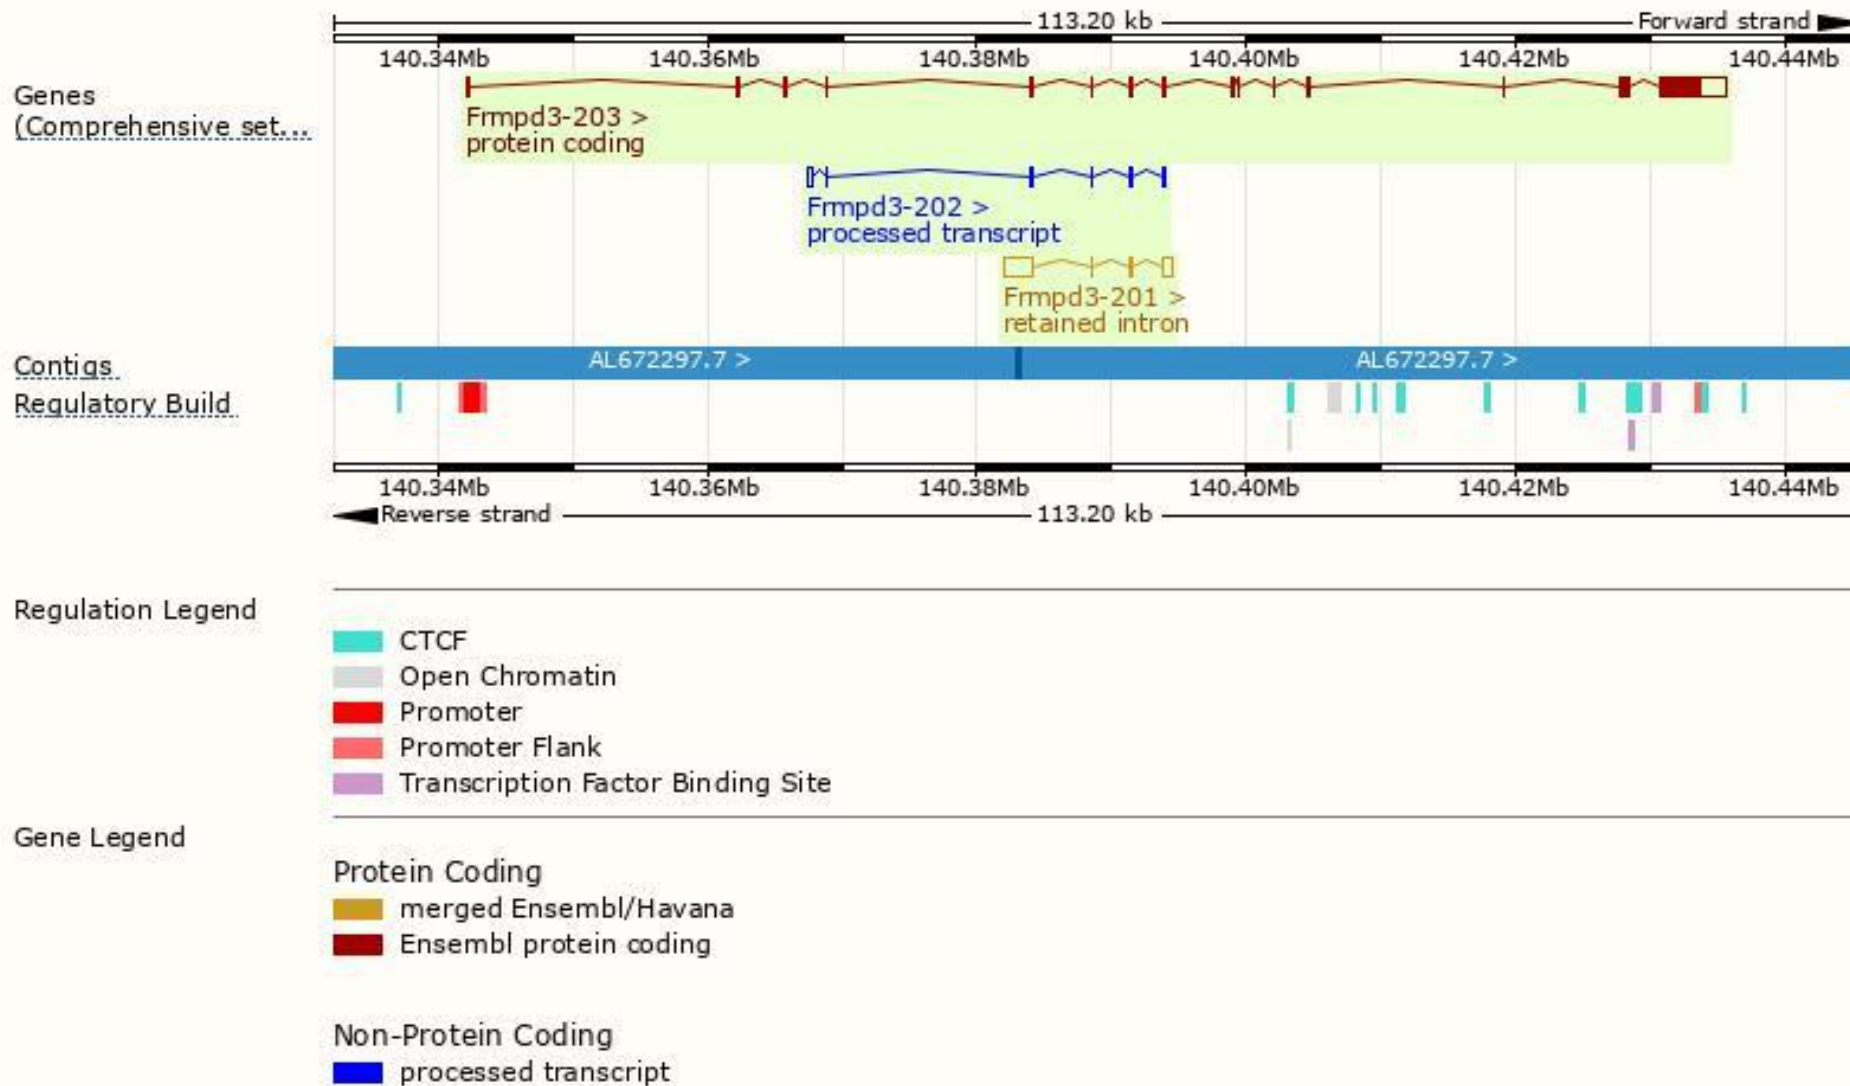 113.20 kb Forward strand
140.34Mb 140.36Mb 140.38Mb 140.40Mb 140.42Mb 140.44Mb
Genes
(Comprehensive set...
Frmpd3-203 >
protein coding
Frmpd3-202 >
processed transcript
Frmpd3-201 >
retained intron
Contigs AL672297.7 > AL672297.7 >
Regulatory Build
140.34Mb 140.36Mb 140.38Mb 140.40Mb 140.42Mb 140.44Mb
Reverse strand 113.20 kb
Regulation Legend
CTCF
Open Chromatin
Promoter
Promoter Flank
Transcription Factor Binding Site
Gene Legend
Protein Coding
merged Ensembl/Havana
Ensembl protein coding
Non-Protein Coding
processed transcript